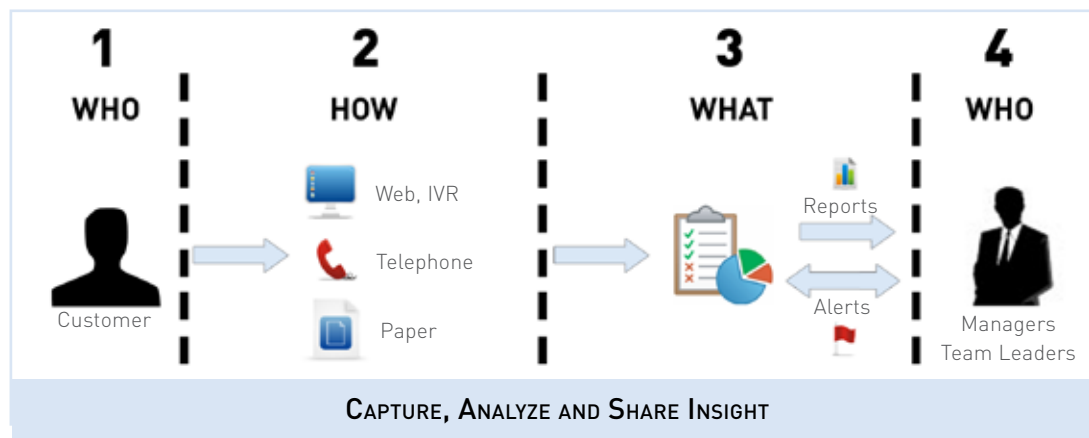 1
WHO
Customer
2
HOW
Web, IVR
Telephone
Paper
3
WHAT
Reports
Alerts
4
WHO
Managers
Team Leaders
CAPTURE, ANALYZE AND SHARE INSIGHT